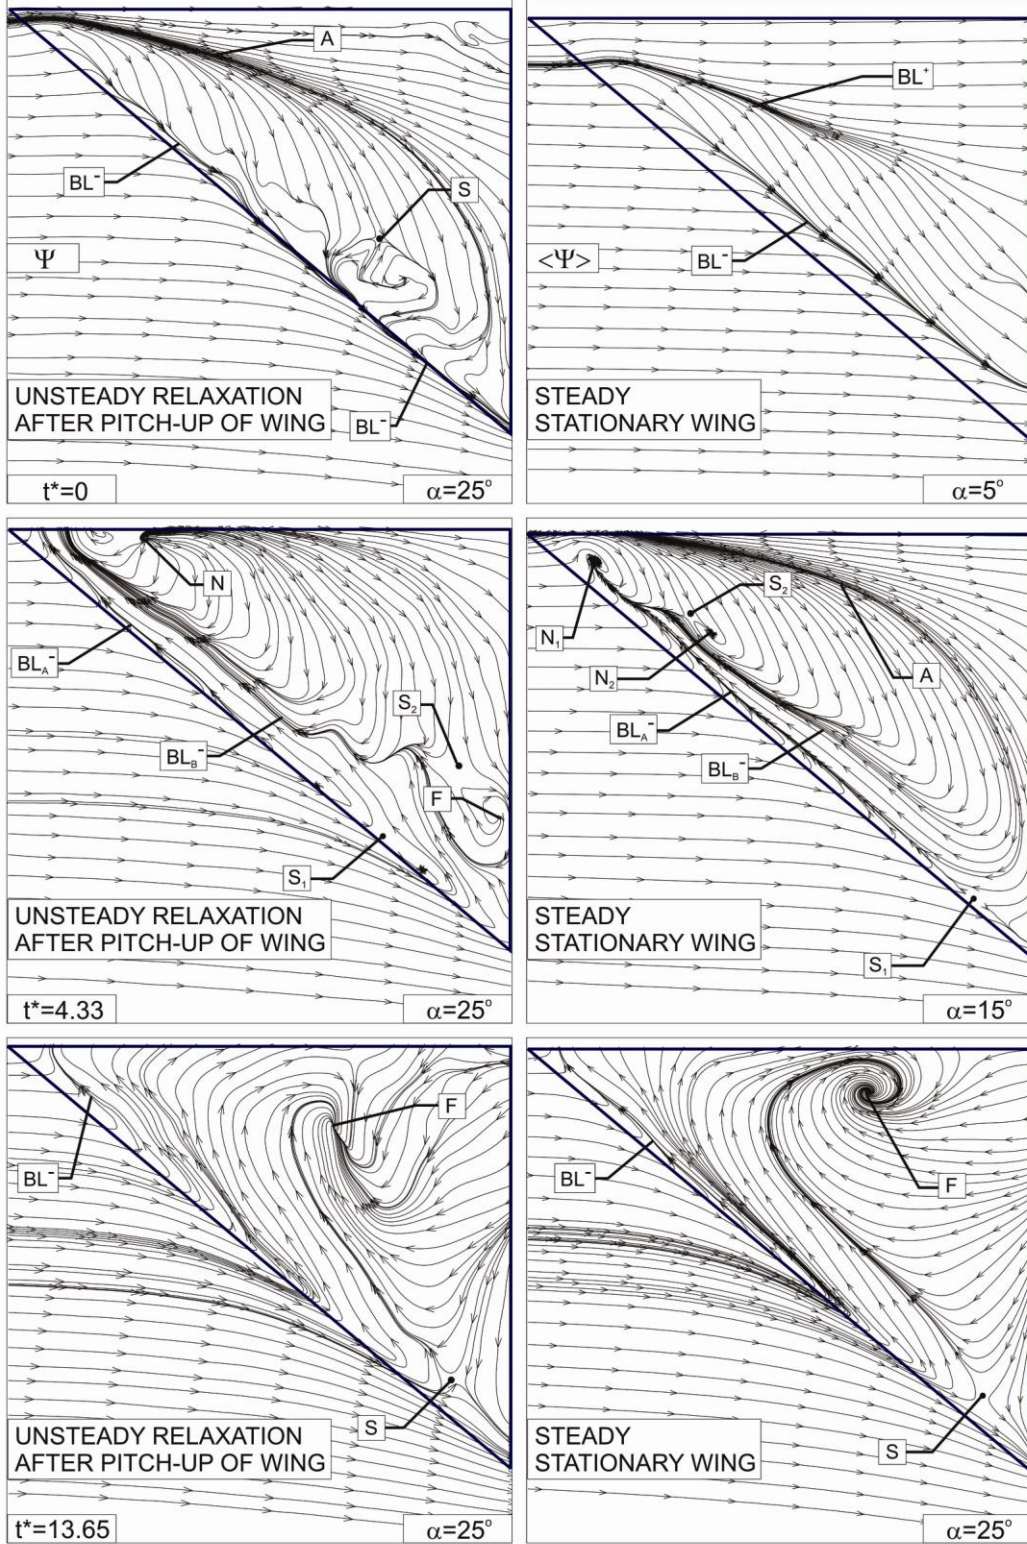 A
BL⁻
S
Ψ
UNSTEADY RELAXATION
AFTER PITCH-UP OF WING
BL⁻
t*=0
α=25°
BL⁺
BL⁻
<Ψ>
STEADY
STATIONARY WING
α=5°
N
BL_A⁻
S₂
BL_B⁻
F
S₁
UNSTEADY RELAXATION
AFTER PITCH-UP OF WING
t*=4.33
α=25°
S₂
N₁
N₂
A
BL_A⁻
BL_B⁻
STEADY
STATIONARY WING
S₁
α=15°
F
BL⁻
S
UNSTEADY RELAXATION
AFTER PITCH-UP OF WING
t*=13.65
α=25°
BL⁻
F
S
STEADY
STATIONARY WING
α=25°